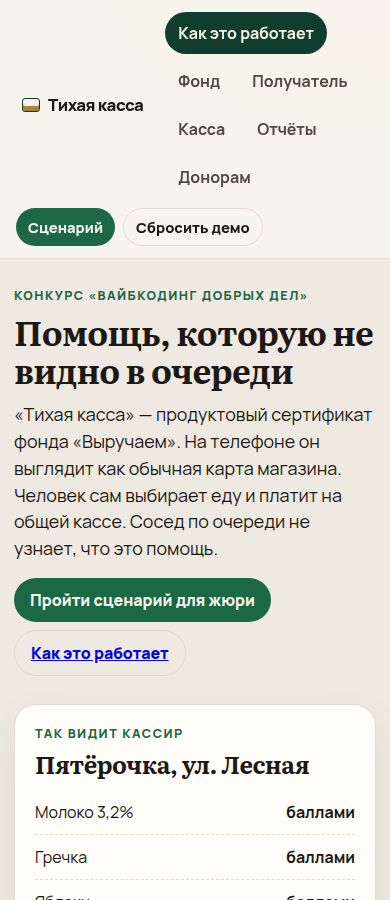 Как это работает
Фонд Получатель
Тихая касса
Касса Отчёты
Донорам
Сценарий Сбросить демо
КОНКУРС «ВАЙБКОДИНГ ДОБРЫХ ДЕЛ»
Помощь, которую не
видно в очереди
«Тихая касса» — продуктовый сертификат
фонда «Выручаем». На телефоне он
выглядит как обычная карта магазина.
Человек сам выбирает еду и платит на
общей кассе. Сосед по очереди не
узнает, что это помощь.
Пройти сценарий для жюри
Как это работает
ТАК ВИДИТ КАССИР
Пятёрочка, ул. Лесная
Молоко 3,2% баллами
Гречка баллами